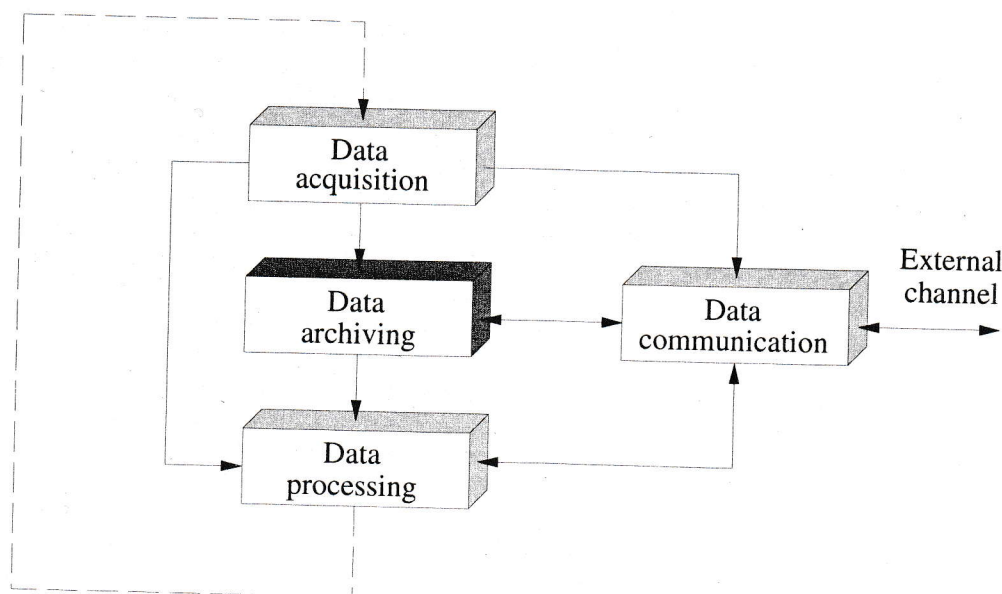 Data
acquisition
Data
archiving
Data
communication
External
channel
Data
processing